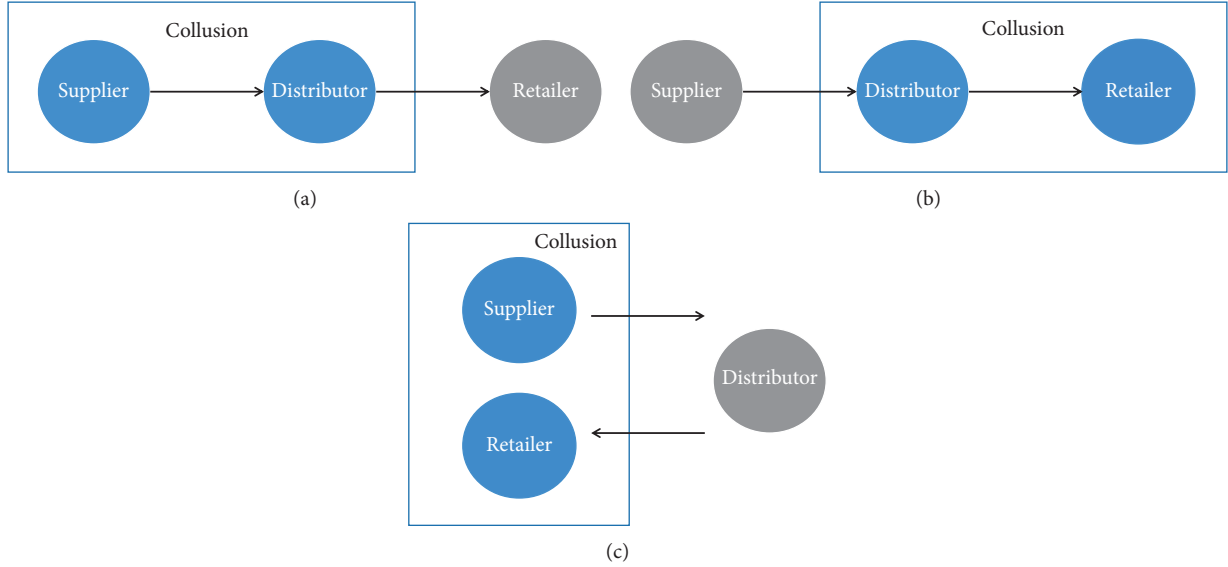 Collusion
Supplier
Distributor
Retailer
(a)
Collusion
Supplier
Distributor
Retailer
(b)
Collusion
Supplier
Distributor
Retailer
(c)